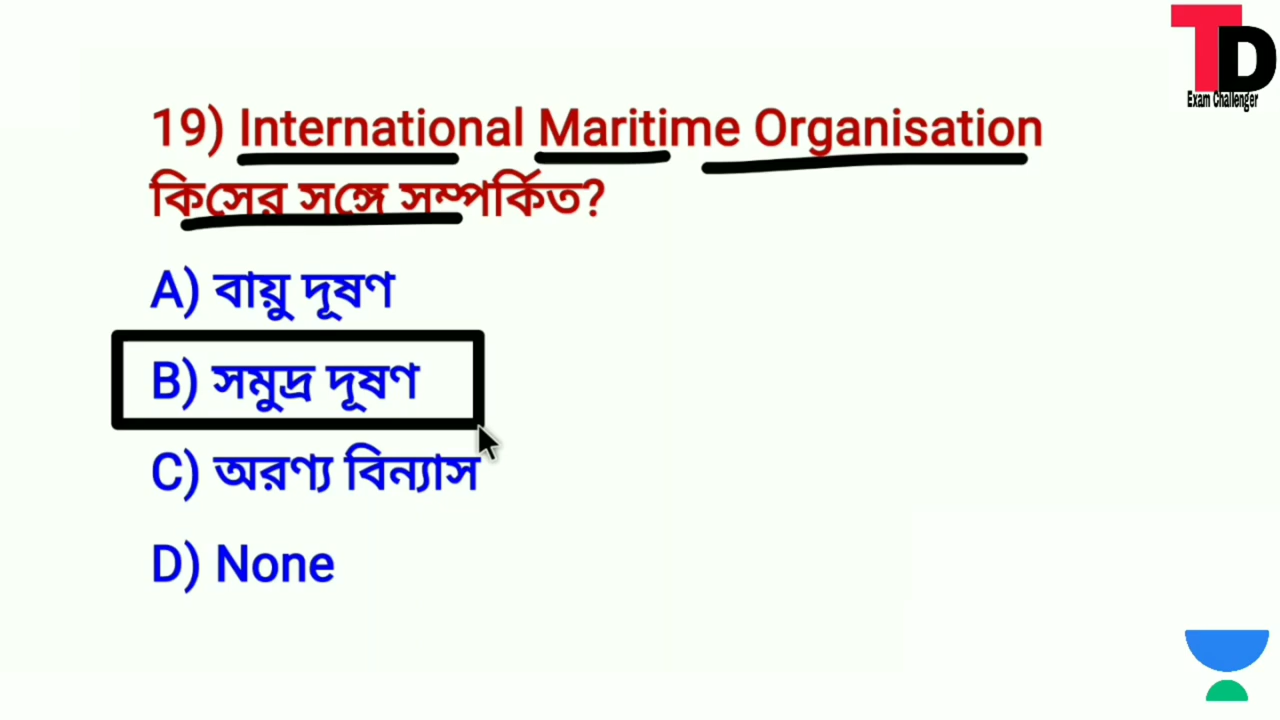 TD
Exam Challenger
19) International Maritime Organisation
কিসের সঙ্গে সম্পর্কিত?
A) বায়ু দূষণ
B) সমুদ্র দূষণ
C) অরণ্য বিন্যাস
D) None